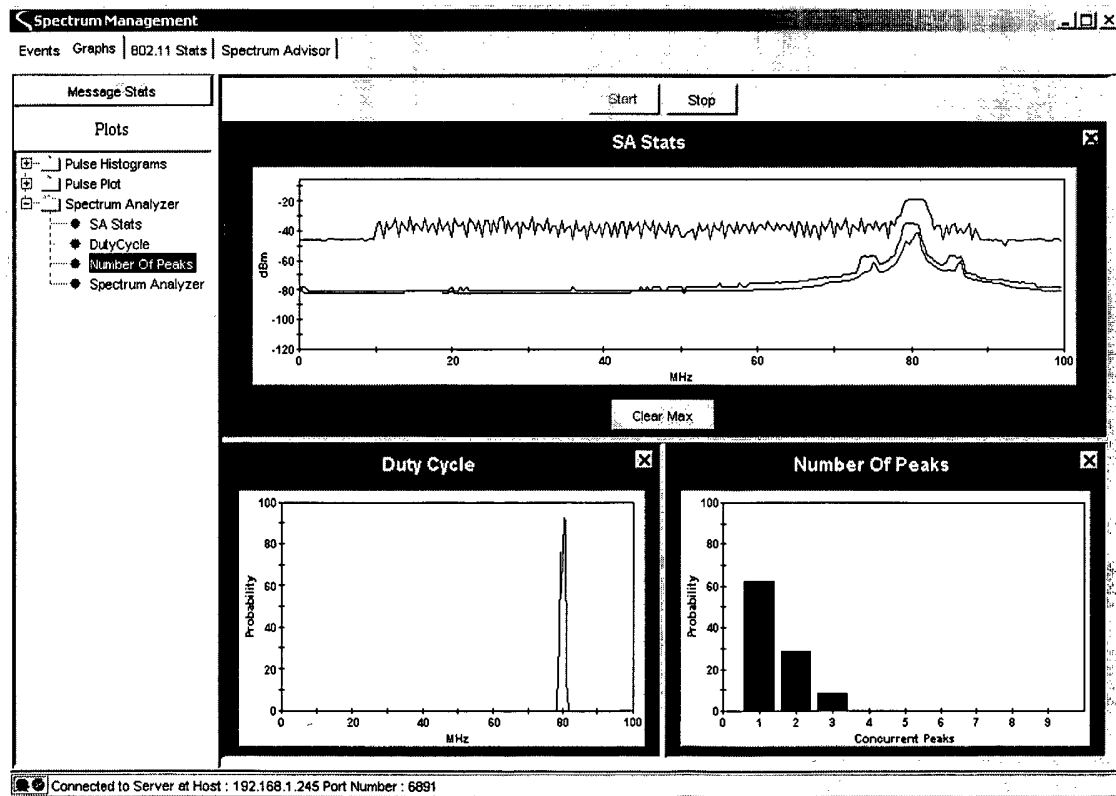 Spectrum Management
Events Graphs 802.11 Stats Spectrum Advisor
Message Stats
Plots
Pulse Histograms
Pulse Plot
Spectrum Analyzer
SA Stats
DutyCycle
Number Of Peaks
Spectrum Analyzer
Start Stop
SA Stats
-20
-40
-60
-80
-100
-120
dBm
0 20 40 60 80 100
MHz
Clear Max
Duty Cycle
100
80
60
40
20
0
Probability
0 20 40 60 80 100
MHz
Number Of Peaks
100
80
60
40
20
0
Probability
0 1 2 3 4 5 6 7 8 9
Concurrent Peaks
Connected to Server at Host : 192.168.1.245 Port Number : 6891